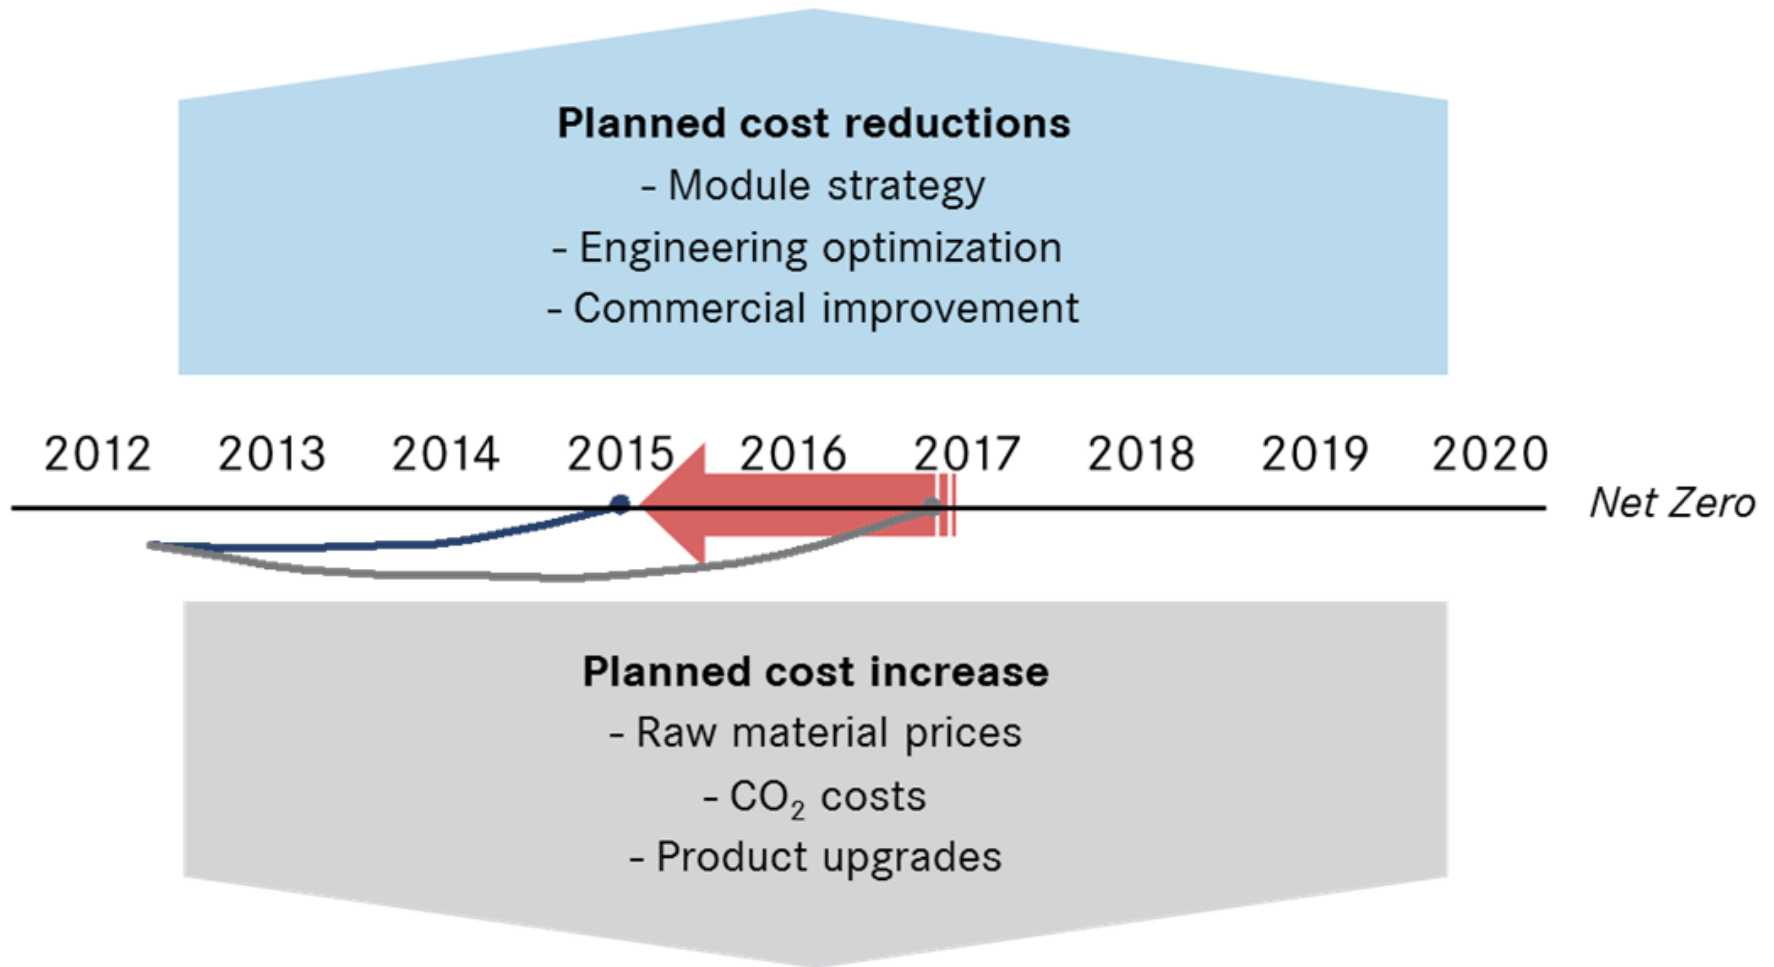 Planned cost reductions
- Module strategy
- Engineering optimization
- Commercial improvement
2012 2013 2014 2015 2016 2017 2018 2019 2020
Net Zero
Planned cost increase
- Raw material prices
- CO₂ costs
- Product upgrades